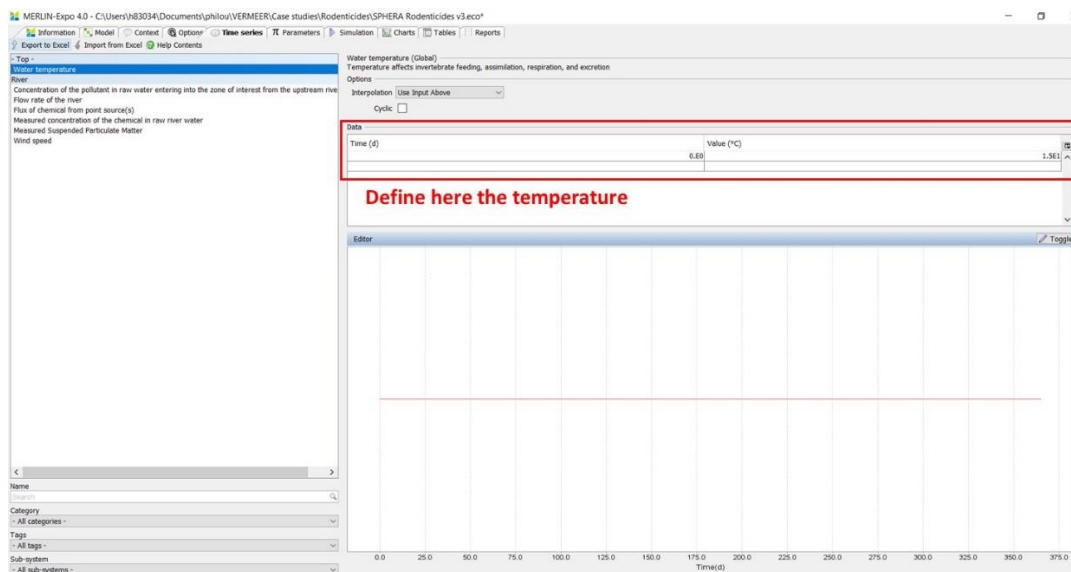 MERLIN-Expo 4.0 - C:\Users\h83034\Documents\philou\VERMEER\Case studies\Rodenticides\SPHERA Rodenticides v3.eco*
Information Model Context Options Time series Parameters Simulation Charts Tables Reports
Export to Excel Import from Excel Help Contents
- Top -
Water temperature
River
Concentration of the pollutant in raw water entering into the zone of interest from the upstream rive
Flow rate of the river
Flux of chemical from point source(s)
Measured concentration of the chemical in raw river water
Measured Suspended Particulate Matter
Wind speed
Name
Search
Category
- All categories -
Tags
- All tags -
Sub-system
- All sub-systems -
Water temperature (Global)
Temperature affects invertebrate feeding, assimilation, respiration, and excretion
Options
Interpolation Use Input Above
Cyclic
Data
Time (d) Value (°C)
0.E0 1.5E1
Define here the temperature
Editor Toggle
0.0 25.0 50.0 75.0 100.0 125.0 150.0 175.0 200.0 225.0 250.0 275.0 300.0 325.0 350.0 375.0
Time(d)